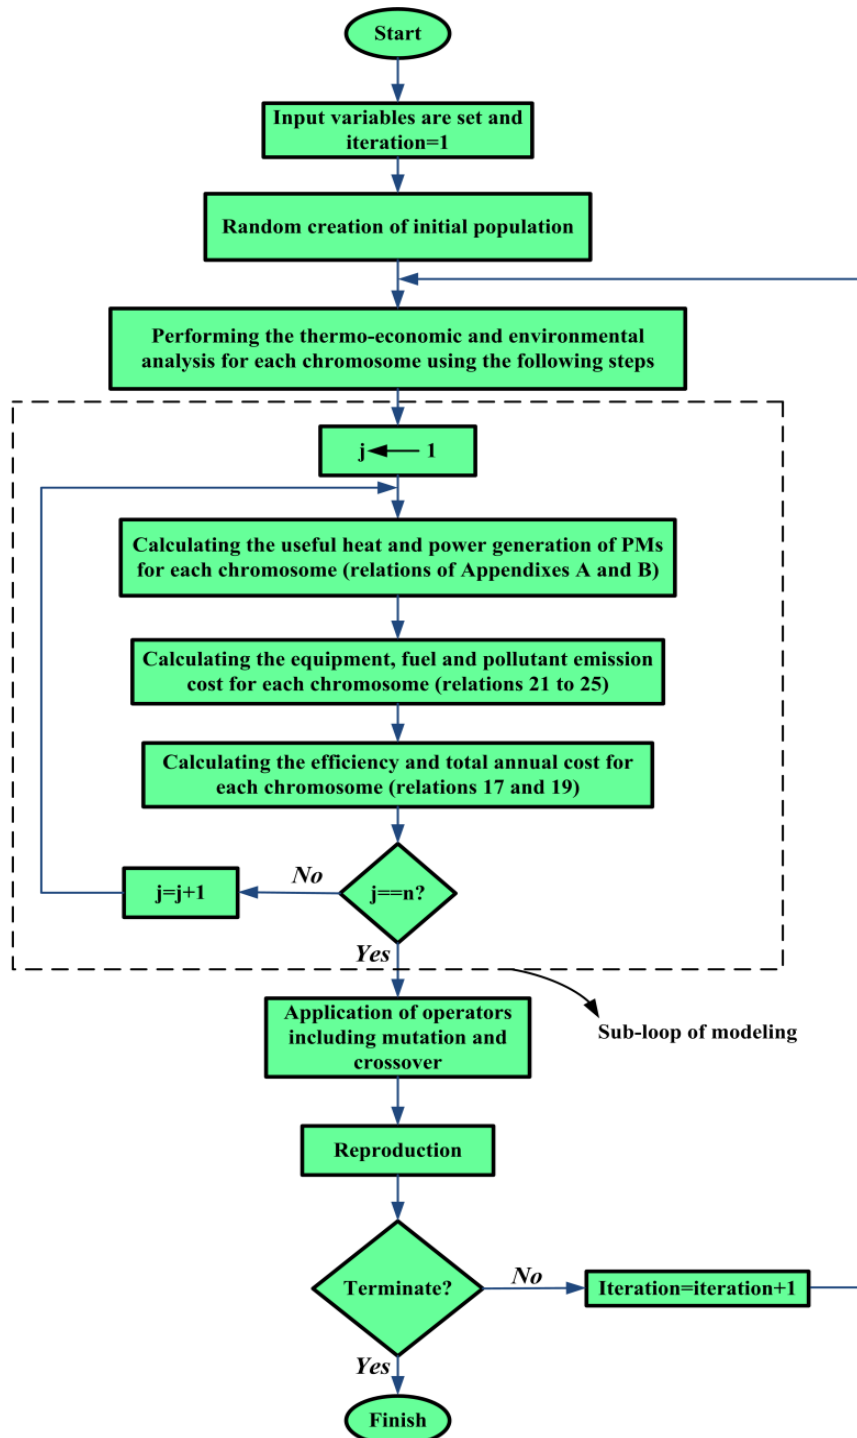 Start
Input variables are set and
iteration=1
Random creation of initial population
Performing the thermo-economic and environmental
analysis for each chromosome using the following steps
j 1
Calculating the useful heat and power generation of PMs
for each chromosome (relations of Appendixes A and B)
Calculating the equipment, fuel and pollutant emission
cost for each chromosome (relations 21 to 25)
Calculating the efficiency and total annual cost for
each chromosome (relations 17 and 19)
j==n?
No
j=j+1
Yes
Sub-loop of modeling
Application of operators
including mutation and
crossover
Reproduction
Terminate?
No
Iteration=iteration+1
Yes
Finish